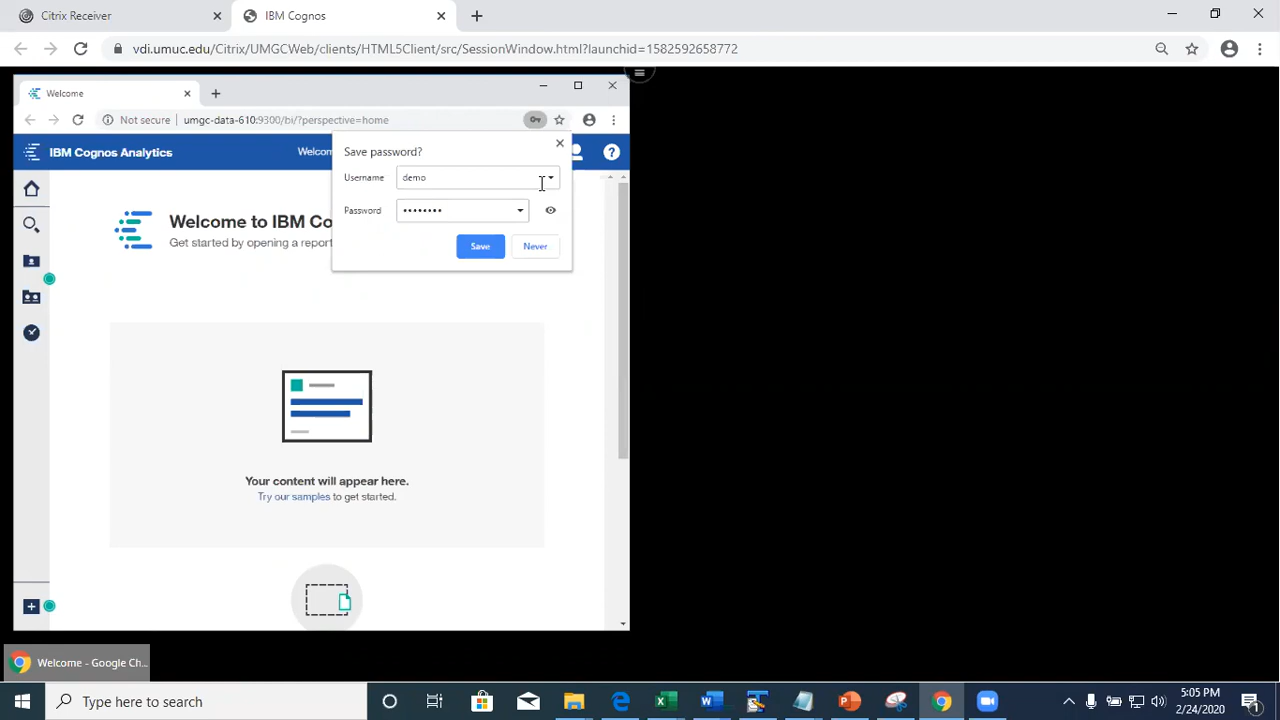 Citrix Receiver
IBM Cognos
vdi.umuc.edu/Citrix/UMGCWeb/clients/HTML5Client/src/SessionWindow.html?launchid=1582592658772
Welcome
Not secure
umgc-data-610:9300/bi/?perspective=home
IBM Cognos Analytics
Welcom
Save password?
Username
demo
Password
••••••••
Save
Never
Welcome to IBM Co
Get started by opening a report
Your content will appear here.
Try our samples to get started.
Welcome - Google Ch...
Type here to search
5:05 PM
2/24/2020